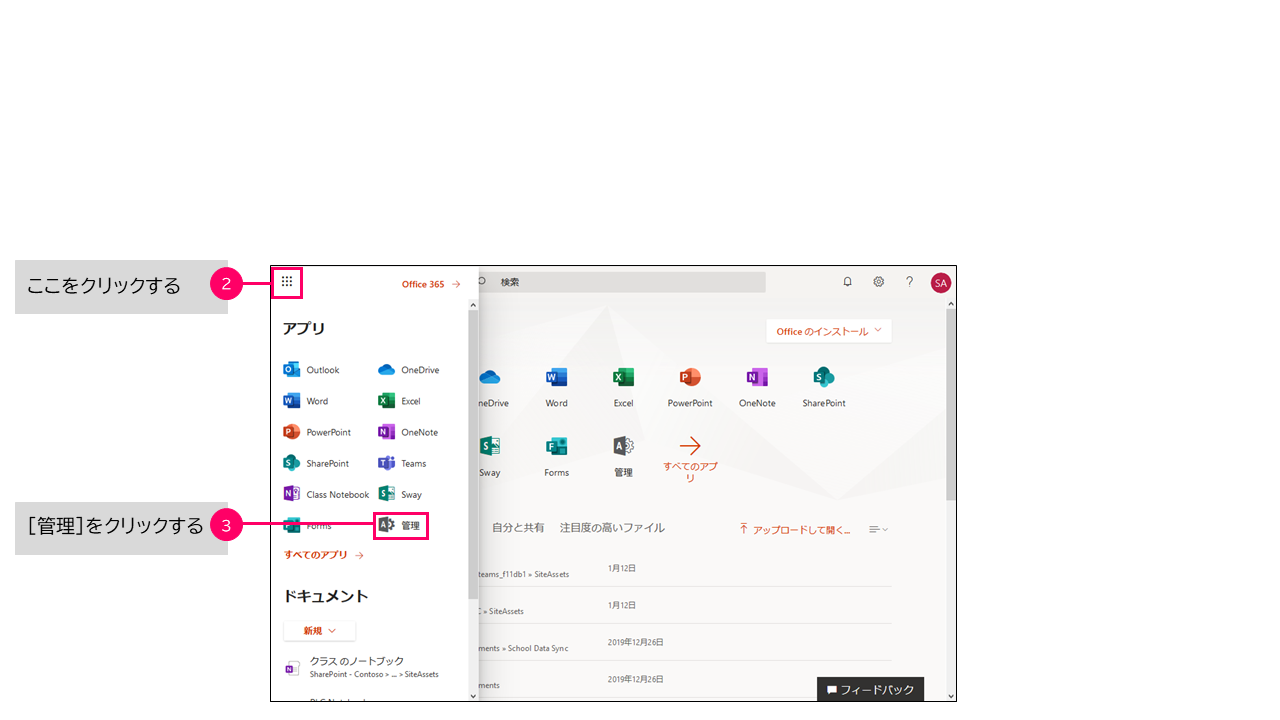 ここをクリックする
2
[管理]をクリックする
3
Office 365
アプリ
Outlook
OneDrive
Word
Excel
PowerPoint
OneNote
SharePoint
Teams
Class Notebook
Sway
Forms
管理
すべてのアプリ
ドキュメント
新規
クラス のノートブック
SharePoint - Contoso > ... > SiteAssets
検索
SA
Office のインストール
neDrive
Word
Excel
PowerPoint
OneNote
SharePoint
Sway
Forms
管理
すべてのアプ
リ
自分と共有
注目度の高いファイル
アップロードして開く...
teams_f11db1 » SiteAssets
1月12日
C » SiteAssets
1月12日
ments » School Data Sync
2019年12月26日
ments
2019年12月26日
フィードバック